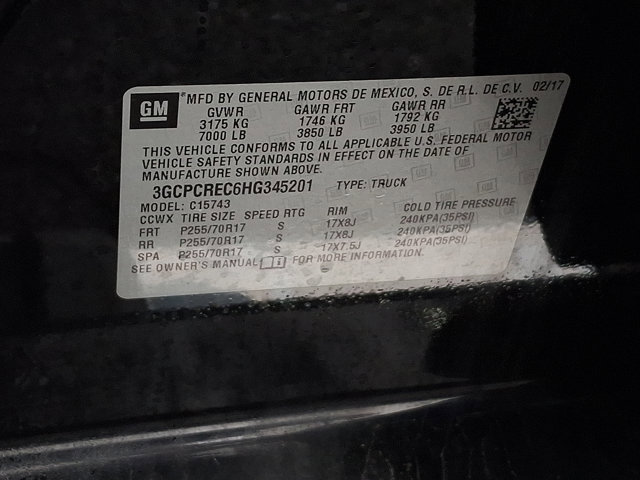 GM
® MFD BY GENERAL MOTORS DE MEXICO, S. DE R.L. DE C.V. 02/17
GVWR GAWR FRT GAWR RR
3175 KG 1746 KG 1792 KG
7000 LB 3850 LB 3950 LB
THIS VEHICLE CONFORMS TO ALL APPLICABLE U.S. FEDERAL MOTOR
VEHICLE SAFETY STANDARDS IN EFFECT ON THE DATE OF
MANUFACTURE SHOWN ABOVE.
3GCPCREC6HG345201 TYPE: TRUCK
MODEL: C15743
CCWX TIRE SIZE SPEED RTG RIM COLD TIRE PRESSURE
FRT P255/70R17 S 17X8J 240KPA(35PSI)
RR P255/70R17 S 17X8J 240KPA(35PSI)
SPA P255/70R17 S 17X7.5J 240KPA(35PSI)
SEE OWNER'S MANUAL FOR MORE INFORMATION.